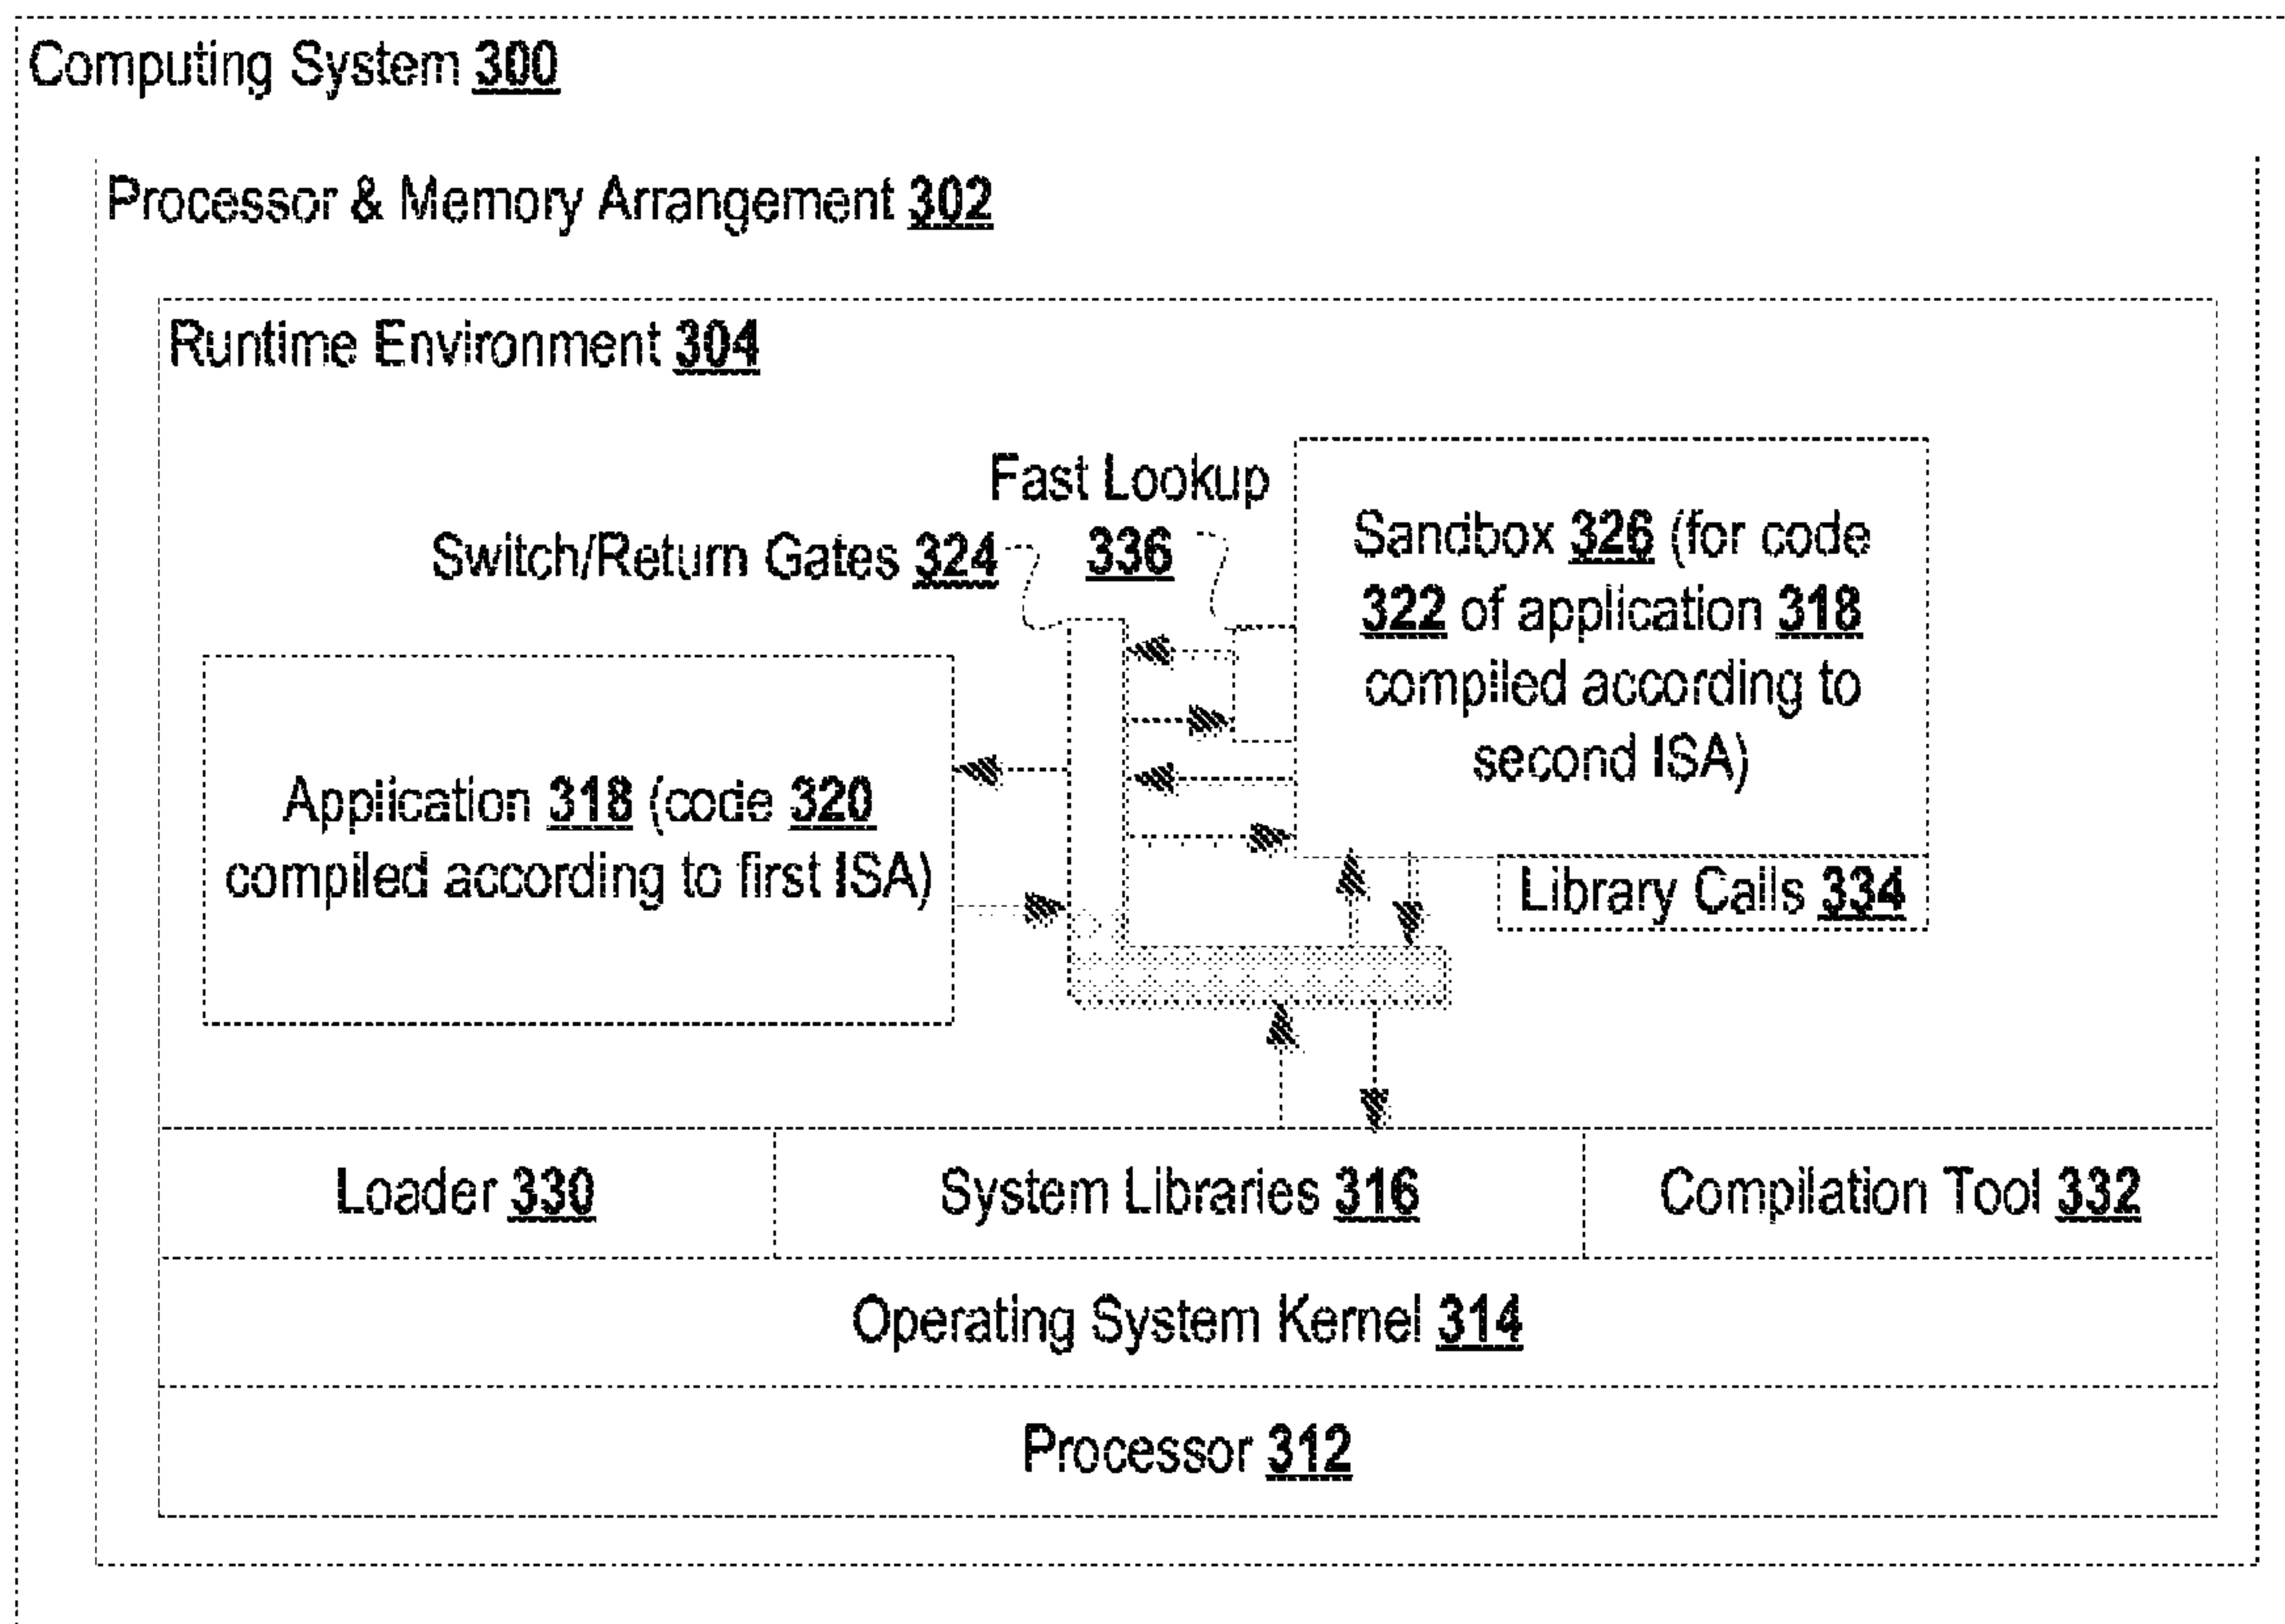 Computing System 300
Processor & Memory Arrangement 302
Runtime Environment 304
Fast Lookup
336
Switch/Return Gates 324
Sandbox 326 (for code
322 of application 318
compiled according to
second ISA)
Application 318 (code 320
compiled according to first ISA)
Library Calls 334
Loader 330
System Libraries 316
Compilation Tool 332
Operating System Kernel 314
Processor 312